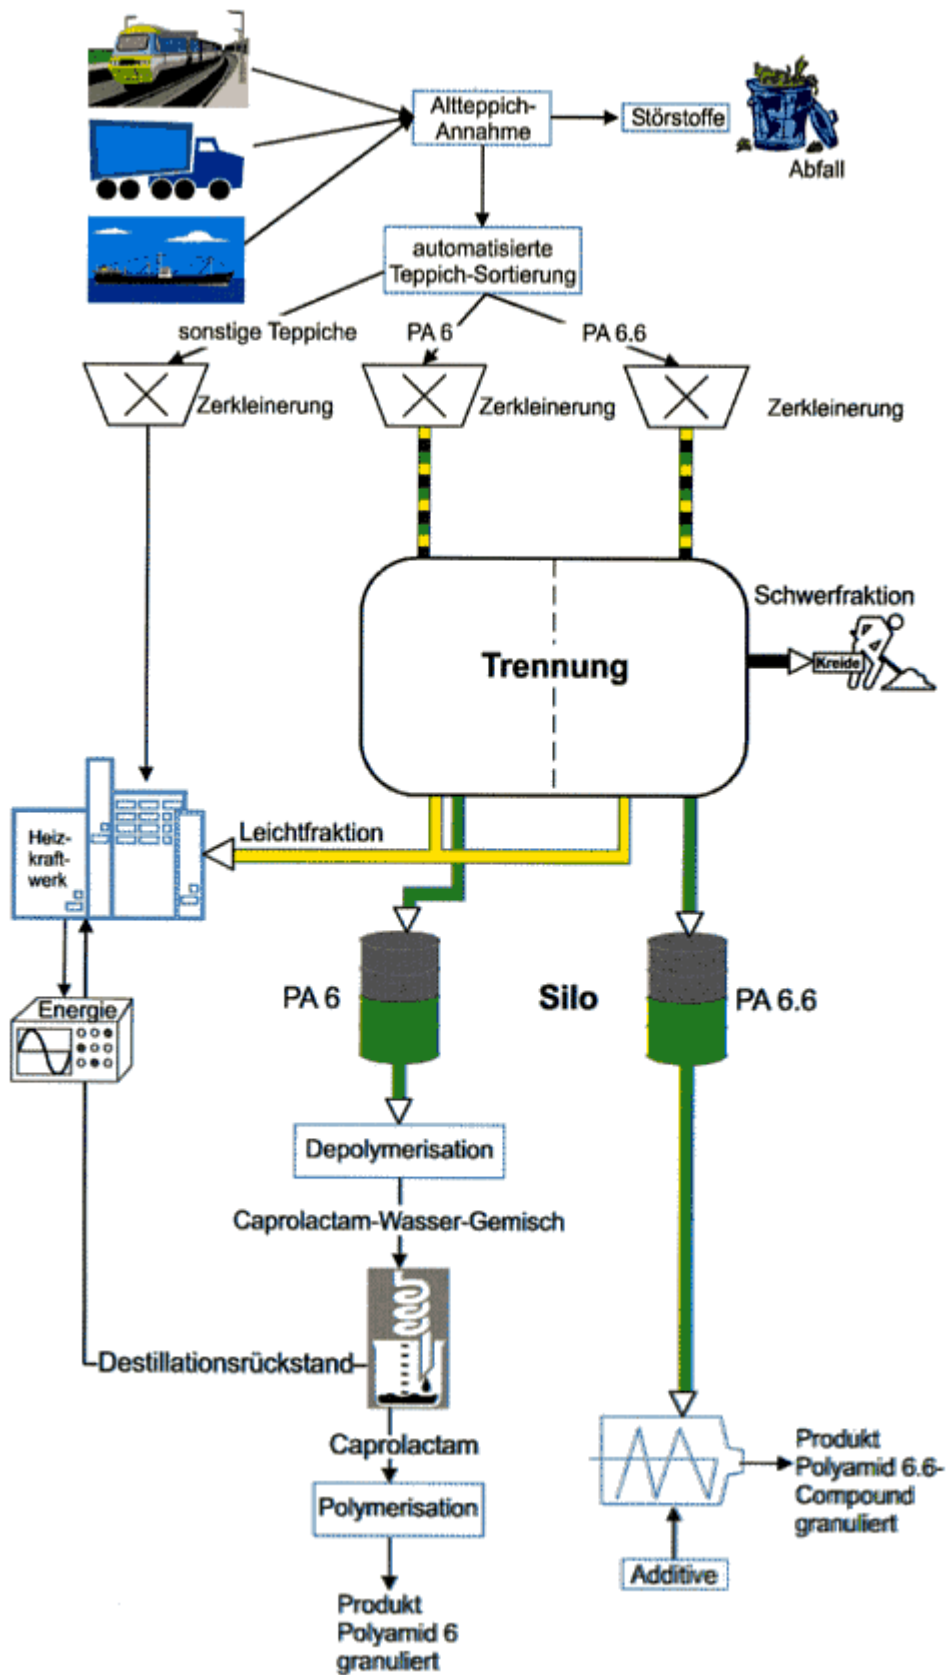 Altteppich-
Annahme
Störstoffe
Abfall
automatisierte
Teppich-Sortierung
sonstige Teppiche
PA 6
PA 6.6
Zerkleinerung
Zerkleinerung
Zerkleinerung
Schwerfraktion
Trennung
Kreide
Leichtfraktion
Heiz-
kraft-
werk
Energie
PA 6
Silo
PA 6.6
Depolymerisation
Caprolactam-Wasser-Gemisch
Destillationsrückstand
Caprolactam
Polymerisation
Produkt
Polyamid 6
granuliert
Produkt
Polyamid 6.6-
Compound
granuliert
Additive